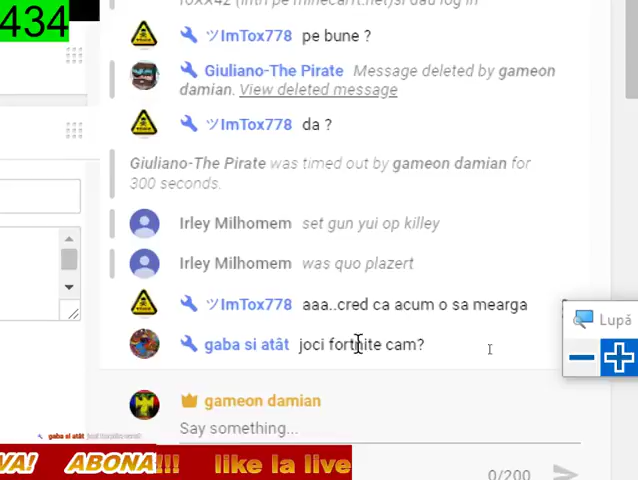 434
ツImTox778 pe bune ?
Giuliano-The Pirate Message deleted by gameon
damian. View deleted message
ツImTox778 da ?
Giuliano-The Pirate was timed out by gameon damian for
300 seconds.
Irley Milhomem set gun yui op killey
Irley Milhomem was quo plazert
ツImTox778 aaa..cred ca acum o sa mearga
Lupă
gaba si atât joci fortnite cam?
gameon damian
Say something...
gaba si atât
VA! ABONA!!! like la live
0/200